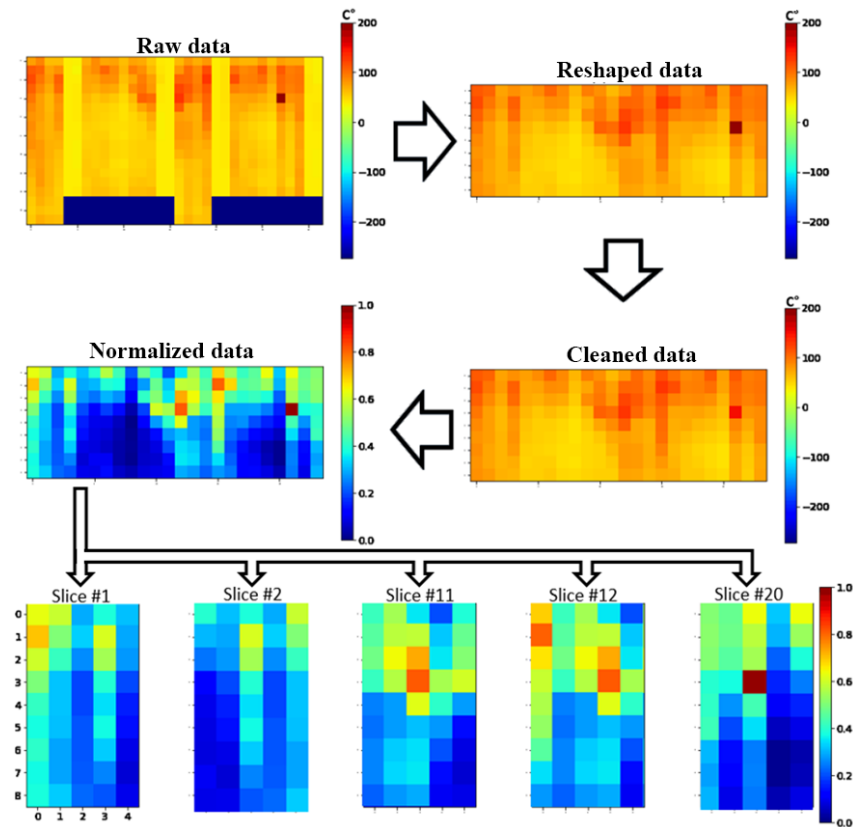 C°
Raw data
200
100
0
−100
−200
C°
Reshaped data
200
100
0
−100
−200
1.0
Normalized data
0.8
0.6
0.4
0.2
0.0
C°
Cleaned data
200
100
0
−100
−200
Slice #1
Slice #2
Slice #11
Slice #12
Slice #20
0
1
2
3
4
5
6
7
8
0 1 2 3 4
1.0
0.8
0.6
0.4
0.2
0.0